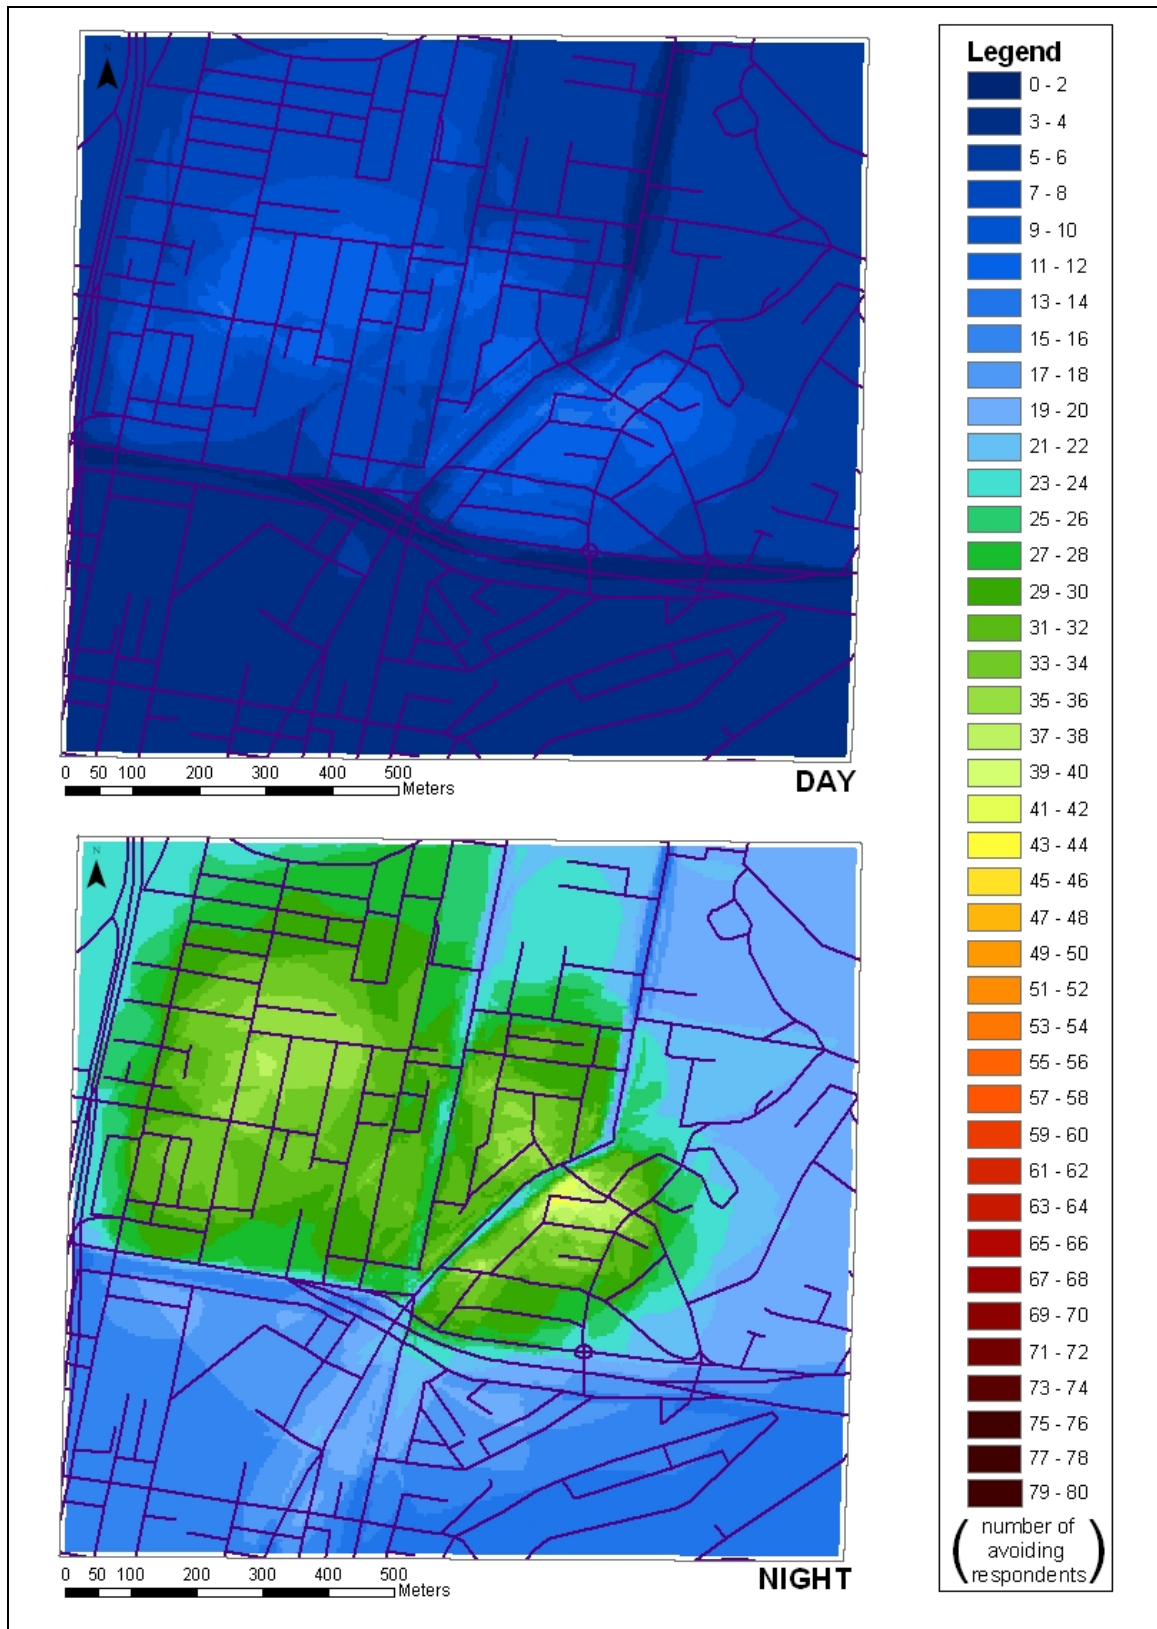 N
0 50 100 200 300 400 500
Meters
DAY
N
0 50 100 200 300 400 500
Meters
NIGHT
Legend
0 - 2
3 - 4
5 - 6
7 - 8
9 - 10
11 - 12
13 - 14
15 - 16
17 - 18
19 - 20
21 - 22
23 - 24
25 - 26
27 - 28
29 - 30
31 - 32
33 - 34
35 - 36
37 - 38
39 - 40
41 - 42
43 - 44
45 - 46
47 - 48
49 - 50
51 - 52
53 - 54
55 - 56
57 - 58
59 - 60
61 - 62
63 - 64
65 - 66
67 - 68
69 - 70
71 - 72
73 - 74
75 - 76
77 - 78
79 - 80
(number of
avoiding
respondents)